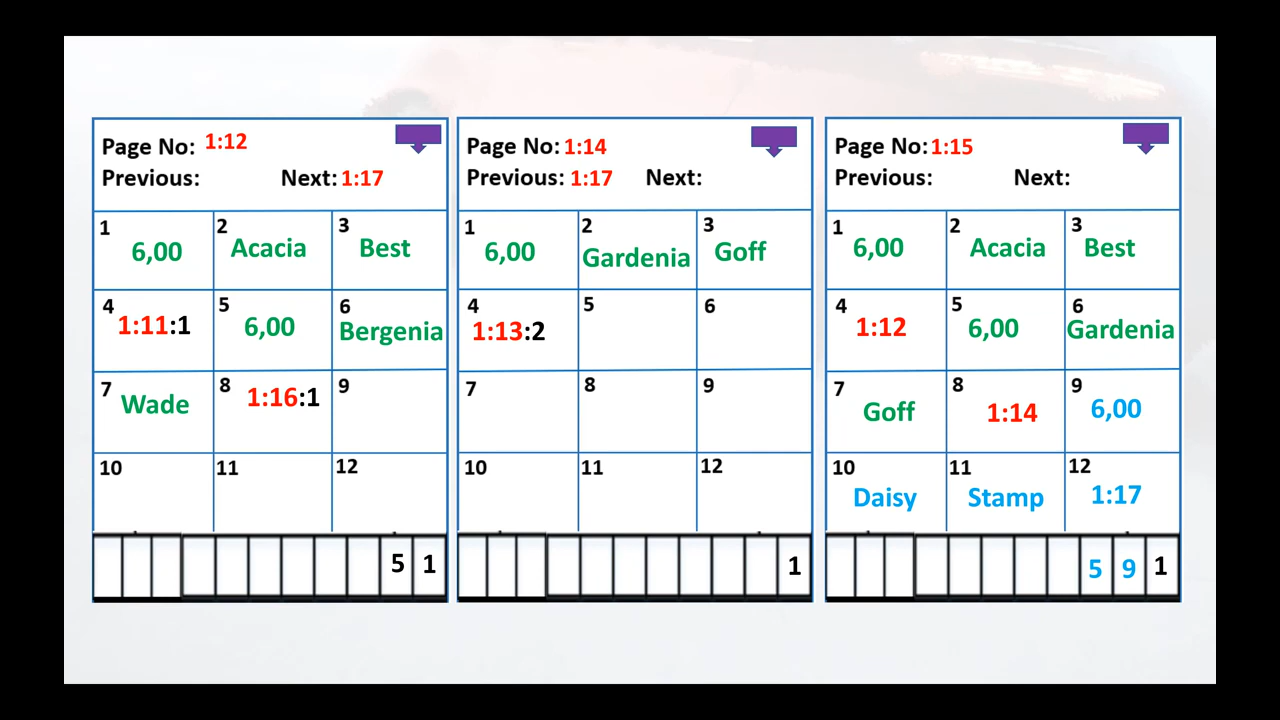 Page No: 1:12
Previous: Next: 1:17
1 6,00 2 Acacia 3 Best
4 1:11:1 5 6,00 6 Bergenia
7 Wade 8 1:16:1 9
10 11 12
5 1
Page No: 1:14
Previous: 1:17 Next:
1 6,00 2 Gardenia 3 Goff
4 1:13:2 5 6
7 8 9
10 11 12
1
Page No: 1:15
Previous: Next:
1 6,00 2 Acacia 3 Best
4 1:12 5 6,00 6 Gardenia
7 Goff 8 1:14 9 6,00
10 Daisy 11 Stamp 12 1:17
5 9 1